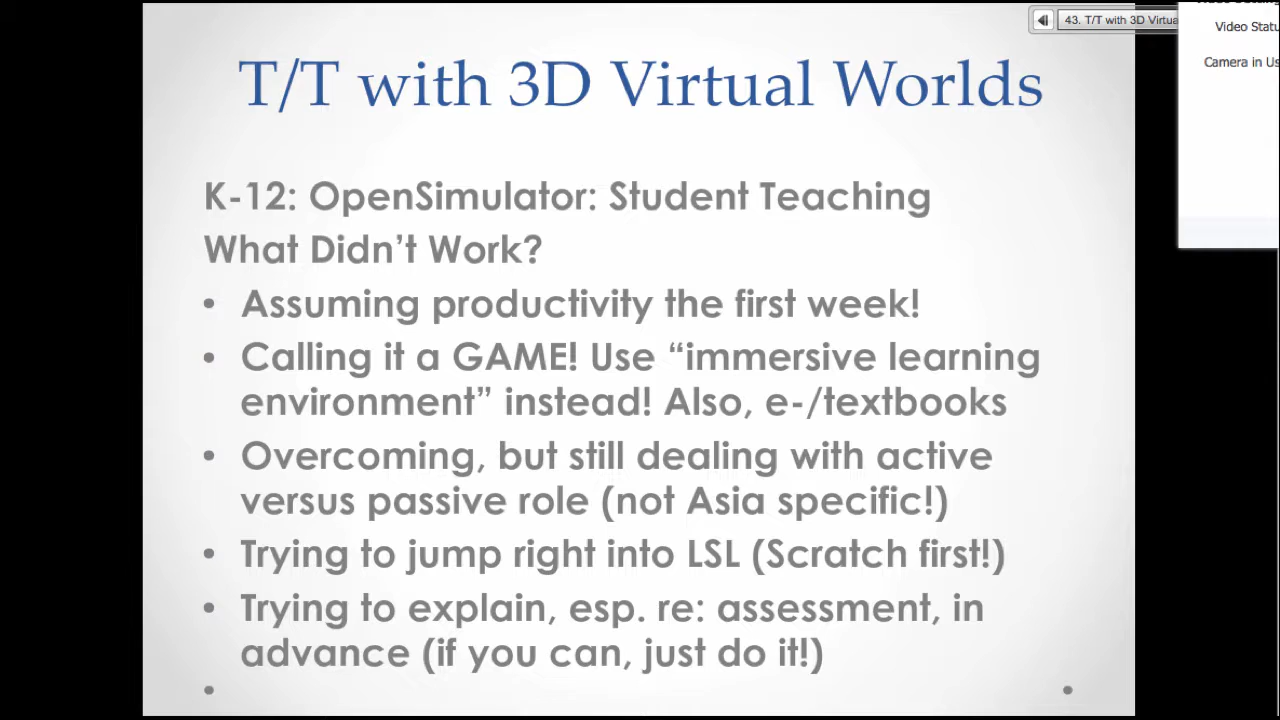 43. T/T with 3D Virtua
Video Statu
Camera in Us
T/T with 3D Virtual Worlds
K-12: OpenSimulator: Student Teaching
What Didn’t Work?
• Assuming productivity the first week!
• Calling it a GAME! Use “immersive learning
environment” instead! Also, e-/textbooks
• Overcoming, but still dealing with active
versus passive role (not Asia specific!)
• Trying to jump right into LSL (Scratch first!)
• Trying to explain, esp. re: assessment, in
advance (if you can, just do it!)